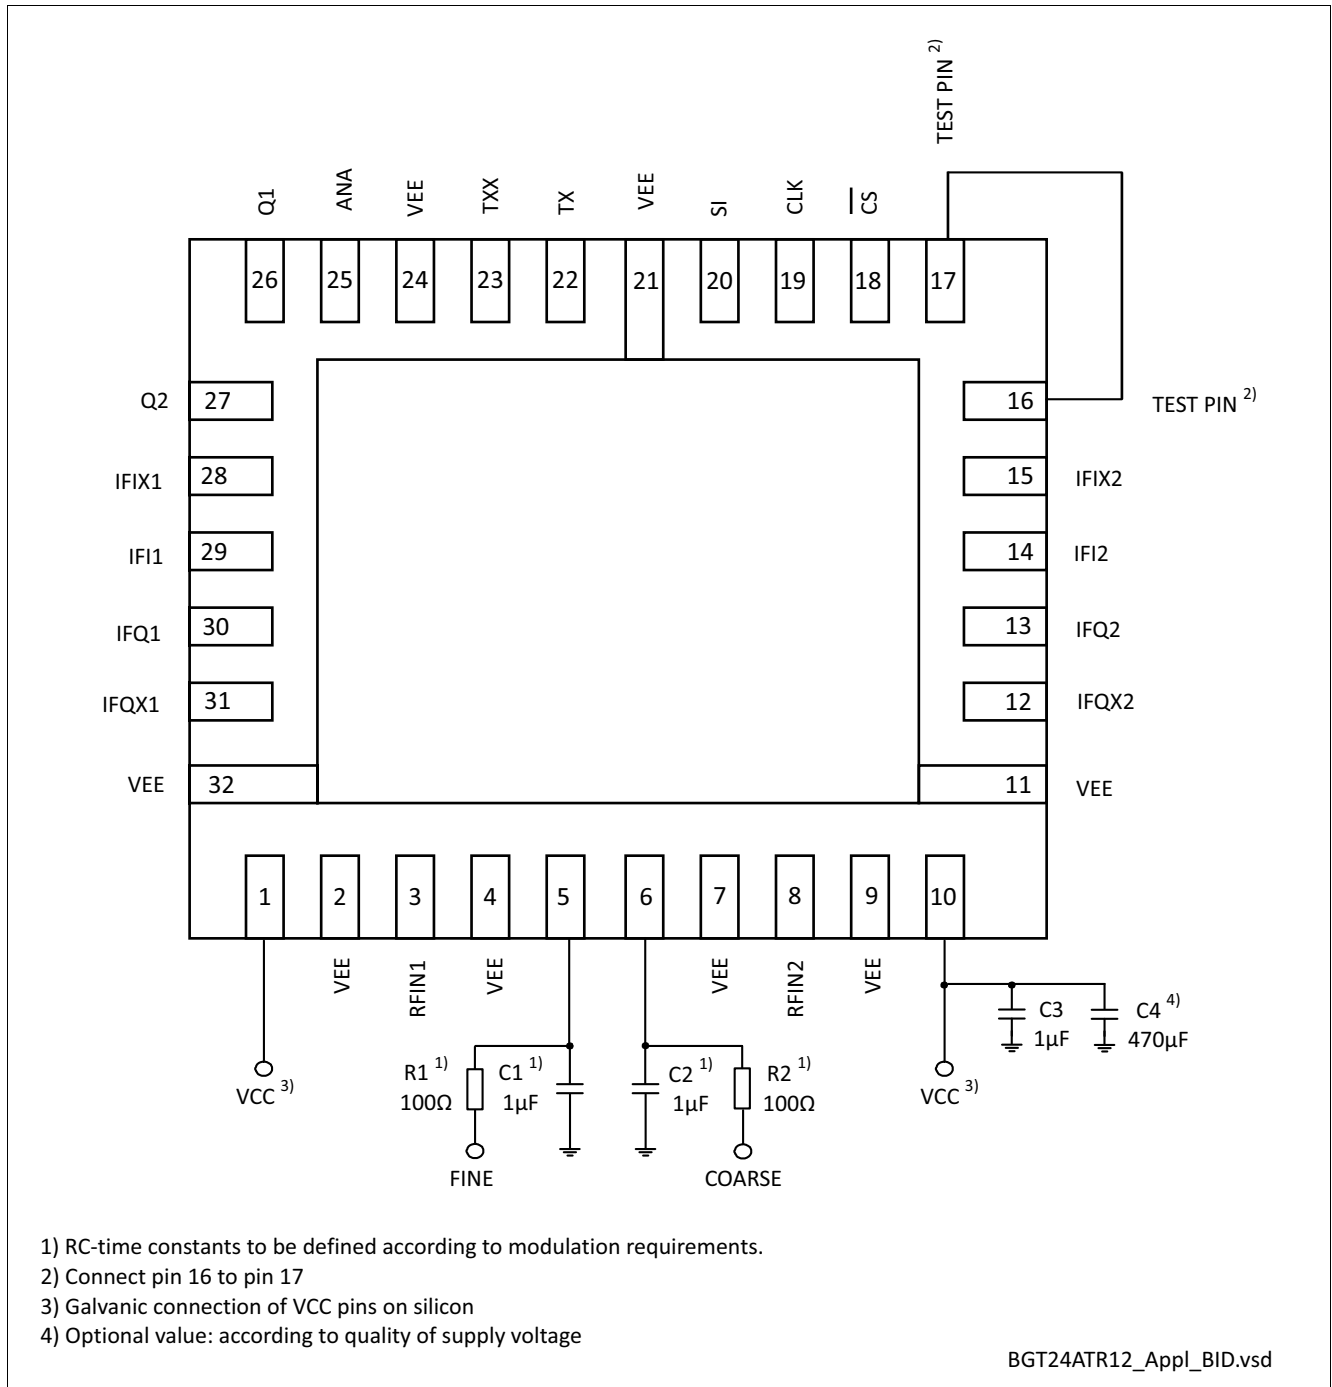 TEST PIN 2)
Q1
ANA
VEE
TXX
TX
VEE
SI
CLK
CS
26
25
24
23
22
21
20
19
18
17
Q2
27
16
TEST PIN 2)
IFIX1
28
15
IFIX2
IFI1
29
14
IFI2
IFQ1
30
13
IFQ2
IFQX1
31
12
IFQX2
VEE
32
11
VEE
1
2
3
4
5
6
7
8
9
10
VEE
RFIN1
VEE
VEE
RFIN2
VEE
C3
1µF
C4 4)
470µF
VCC 3)
R1 1)
100Ω
C1 1)
1µF
C2 1)
1µF
R2 1)
100Ω
VCC 3)
FINE
COARSE
1) RC-time constants to be defined according to modulation requirements.
2) Connect pin 16 to pin 17
3) Galvanic connection of VCC pins on silicon
4) Optional value: according to quality of supply voltage
BGT24ATR12_Appl_BID.vsd